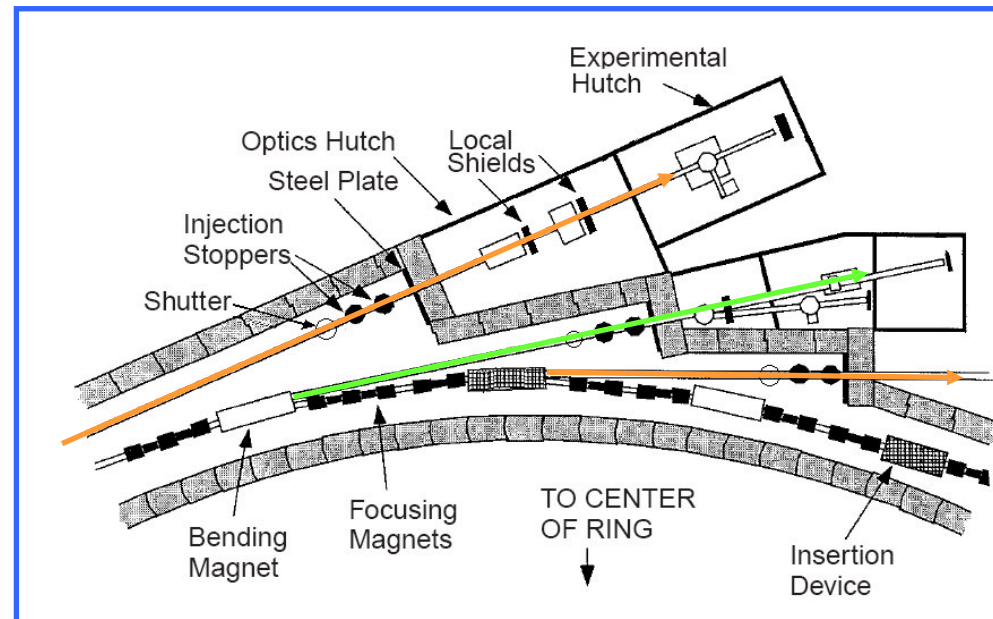 Experimental
Hutch
Optics Hutch
Local
Shields
Steel Plate
Injection
Stoppers
Shutter
Bending
Magnet
Focusing
Magnets
TO CENTER
OF RING
Insertion
Device